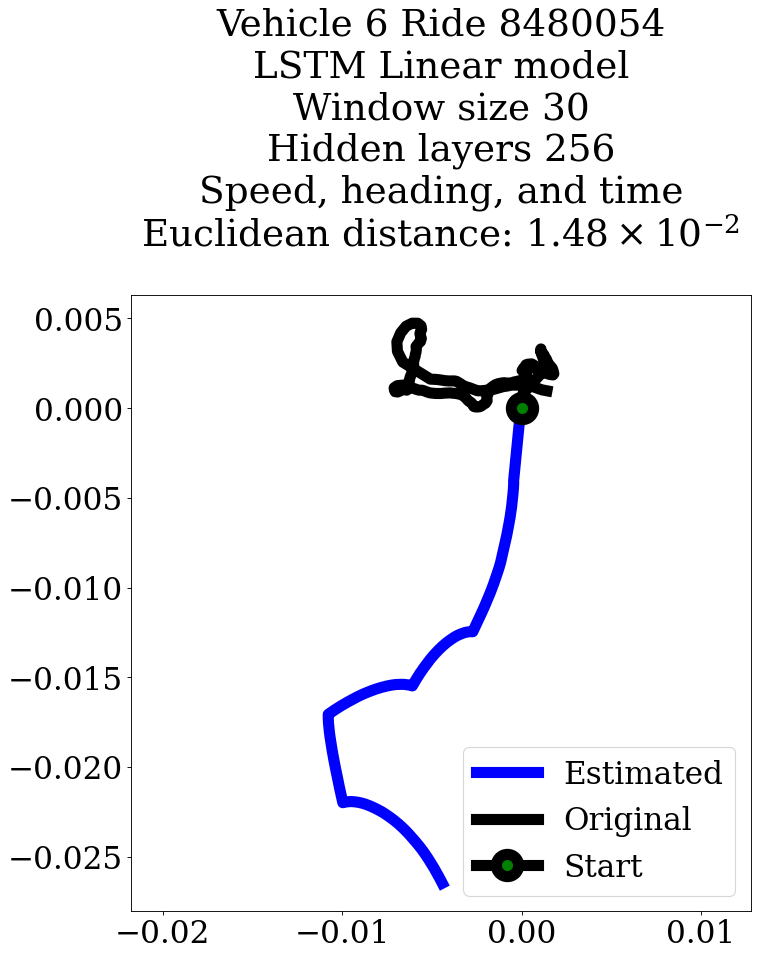 Vehicle 6 Ride 8480054
LSTM Linear model
Window size 30
Hidden layers 256
Speed, heading, and time
Euclidean distance: 1.48 × 10⁻²
0.005
0.000
−0.005
−0.010
−0.015
−0.020
−0.025
Estimated
Original
Start
−0.02
−0.01
0.00
0.01